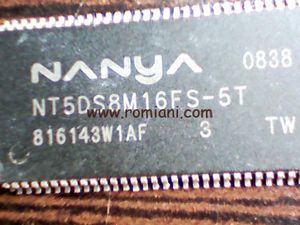 NANYA 0838
NT5DS8M16FS-5T
www.romiani.com
816143W1AF 3 TW